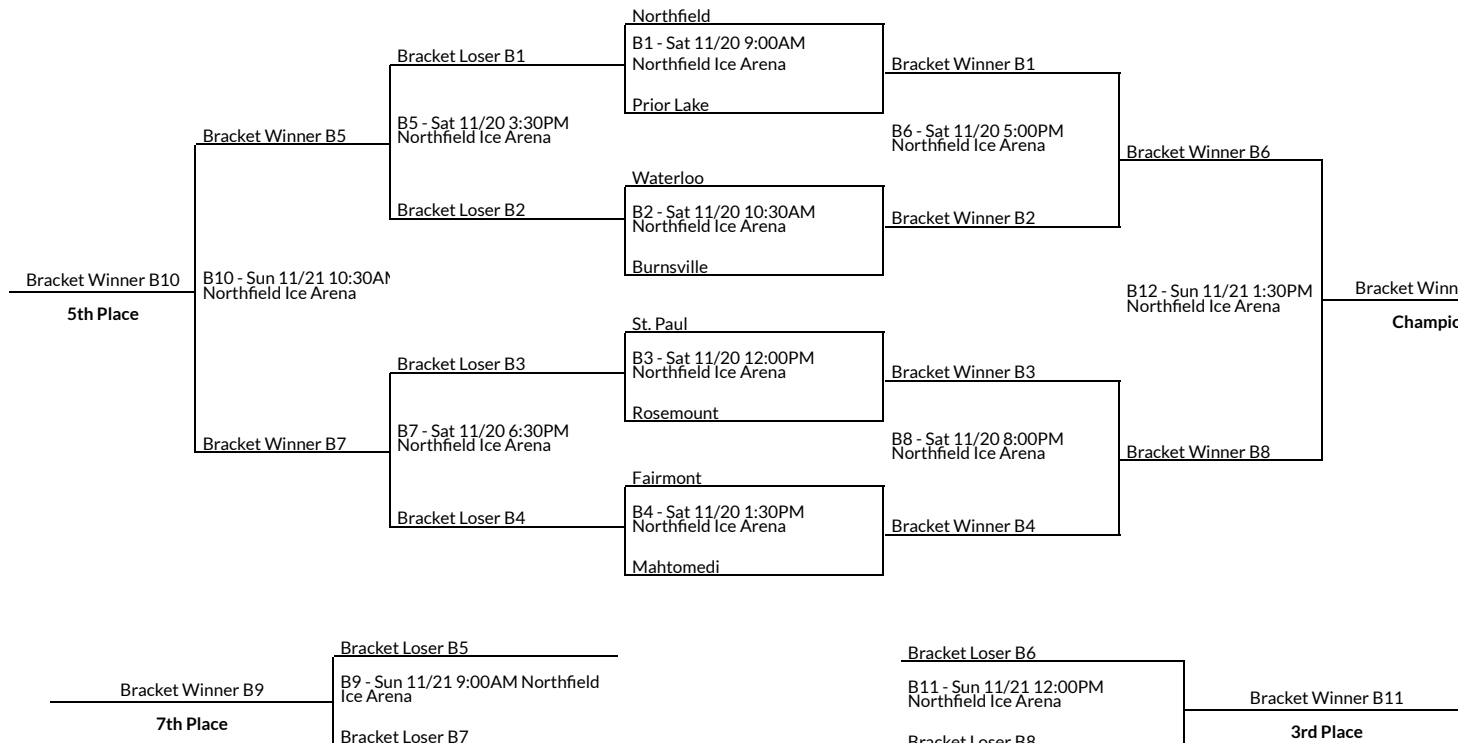 Northfield
B1 - Sat 11/20 9:00AM
Northfield Ice Arena
Prior Lake
Bracket Loser B1
Bracket Winner B1
B5 - Sat 11/20 3:30PM
Northfield Ice Arena
B6 - Sat 11/20 5:00PM
Northfield Ice Arena
Bracket Winner B5
Bracket Winner B6
Waterloo
B2 - Sat 11/20 10:30AM
Northfield Ice Arena
Burnsville
Bracket Loser B2
Bracket Winner B2
Bracket Winner B10
5th Place
B10 - Sun 11/21 10:30AM
Northfield Ice Arena
B12 - Sun 11/21 1:30PM
Northfield Ice Arena
Bracket Winn
Champio
St. Paul
B3 - Sat 11/20 12:00PM
Northfield Ice Arena
Rosemount
Bracket Loser B3
Bracket Winner B3
B7 - Sat 11/20 6:30PM
Northfield Ice Arena
B8 - Sat 11/20 8:00PM
Northfield Ice Arena
Bracket Winner B7
Bracket Winner B8
Fairmont
B4 - Sat 11/20 1:30PM
Northfield Ice Arena
Mahtomedi
Bracket Loser B4
Bracket Winner B4
Bracket Loser B5
B9 - Sun 11/21 9:00AM Northfield
Ice Arena
Bracket Loser B7
Bracket Winner B9
7th Place
Bracket Loser B6
B11 - Sun 11/21 12:00PM
Northfield Ice Arena
Bracket Loser B8
Bracket Winner B11
3rd Place